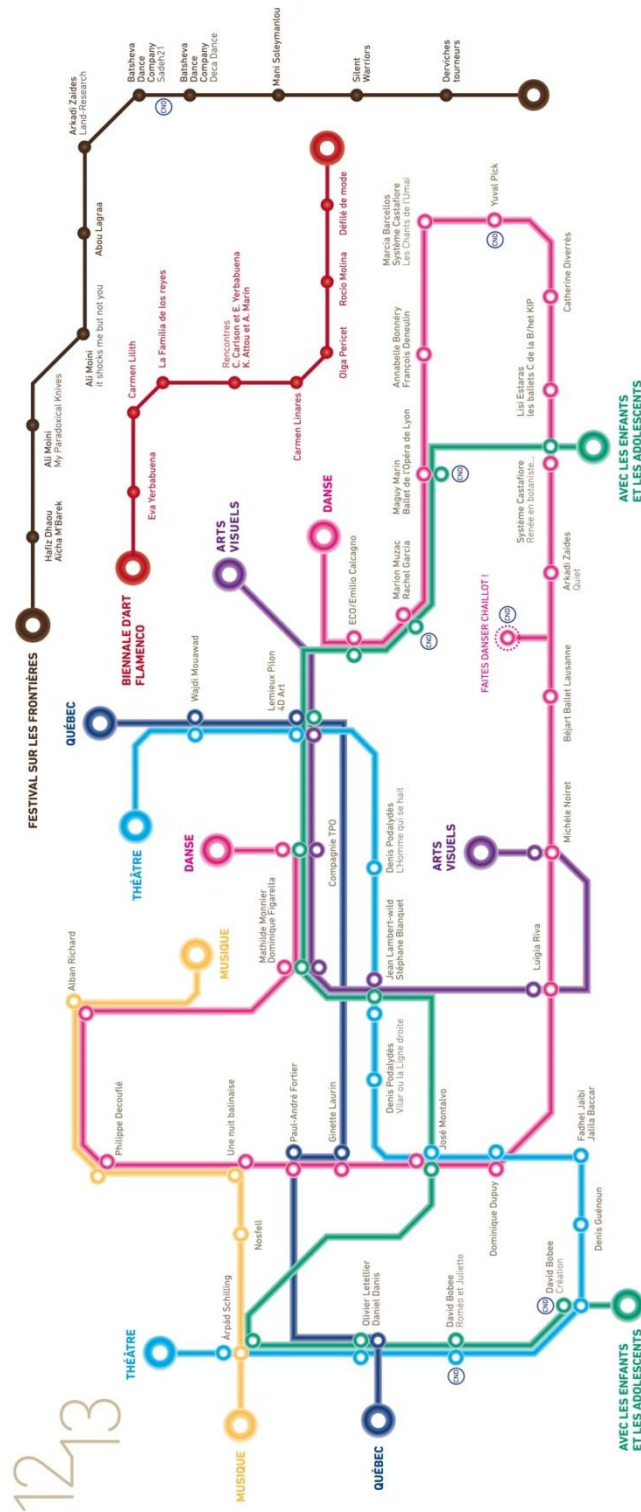 12
13
FESTIVAL SUR LES FRONTIÈRES
Hafiz Dhaou
Aïcha M'Barek
Ali Moini
My Paradoxical Knives
Ali Moini
it shocks me but not you
Abou Lagraa
Arkadi Zaides
Land-Research
Batsheva
Dance
Company
Sadeh21
CND
Batsheva
Dance
Company
Deca Dance
Mani Soleymanlou
Silent
Warriors
Derviches
tourneurs
BIENNALE D'ART
FLAMENCO
Eva Yerbabuena
Carmen Lilith
La Familia de los reyes
Rencontres
C. Carlson et E. Yerbabuena
K. Attou et A. Marin
Carmen Linares
Olga Pericet
Rocío Molina
Défilé de mode
QUÉBEC
THÉÂTRE
Wajdi Mouawad
Lemieux Pilon
4D Art
ARTS
VISUELS
DANSE
ECO/Emilio Calcagno
Marion Muzac
Rachel Garcia
CND
Maguy Marin
Ballet de l'Opéra de Lyon
CND
Annabelle Bonnéry
François Deneulin
Marcia Barcellos
Système Castafiore
Les Chants de l'Umaï
Yuval Pick
CND
Catherine Diverrès
Lisi Estaras
les ballets C de la B/het KIP
Système Castafiore
Renée en botaniste...
AVEC LES ENFANTS
ET LES ADOLESCENTS
Arkadi Zaides
Quiet
FAITES DANSER CHAILLOT !
CND
Béjart Ballet Lausanne
Michèle Noiret
ARTS
VISUELS
Luigia Riva
DANSE
Compagnie TPO
Mathilde Monnier
Dominique Figarella
MUSIQUE
Alban Richard
Denis Podalydès
L'Homme qui se hait
Jean Lambert-wild
Stéphane Blanquet
Denis Podalydès
Vilar ou la Ligne droite
Philippe Decouflé
Une nuit balinaise
Paul-André Fortier
Ginette Laurin
José Montalvo
Dominique Dupuy
Fadhel Jaïbi
Jalila Baccar
Denis Guénoun
Nosfell
THÉÂTRE
Árpád Schilling
MUSIQUE
Olivier Letellier
Daniel Danis
QUÉBEC
David Bobee
Roméo et Juliette
CND
David Bobee
Création
CND
AVEC LES ENFANTS
ET LES ADOLESCENTS